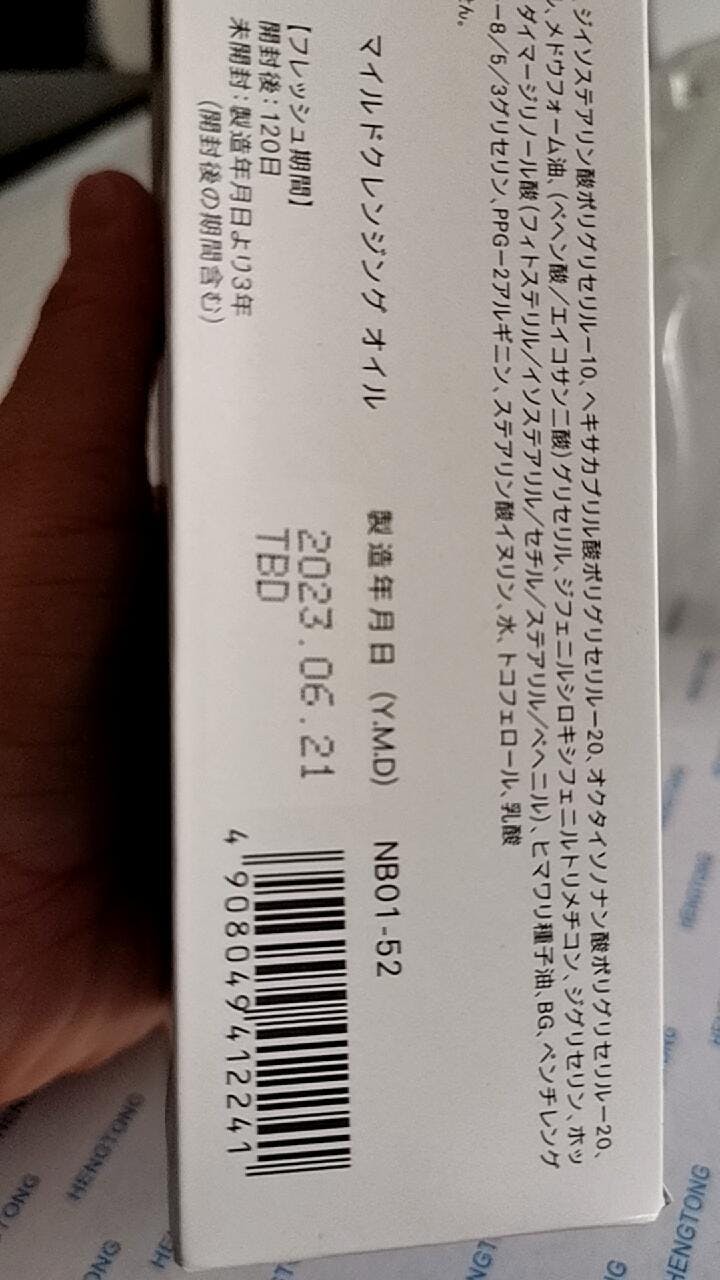 ジイソステアリン酸ポリグリセリル−10、ヘキサカプリル酸ポリグリセリル−20、オクタイソノナン酸ポリグリセリル−20、
メドウフォーム油、(ベヘン酸/エイコサン二酸)グリセリル、ジフェニルシロキシフェニルトリメチコン、ジグリセリン、ホッ
ダイマージリノール酸(フィトステリル/イソステアリル/セチル/ステアリル/ベヘニル)、ヒマワリ種子油、BG、ペンチレング
−8/5/3グリセリン、PPG−2アルギニン、ステアリン酸イヌリン、水、トコフェロール、乳酸
せん。
マイルドクレンジング オイル
製造年月日 (Y.M.D) NB01-52
2023.06.21
TBD
【フレッシュ期間】
開封後:120日
未開封:製造年月日より3年
(開封後の期間含む)
4908049412241
HENGTONG
HENGTONG
HENGTONG